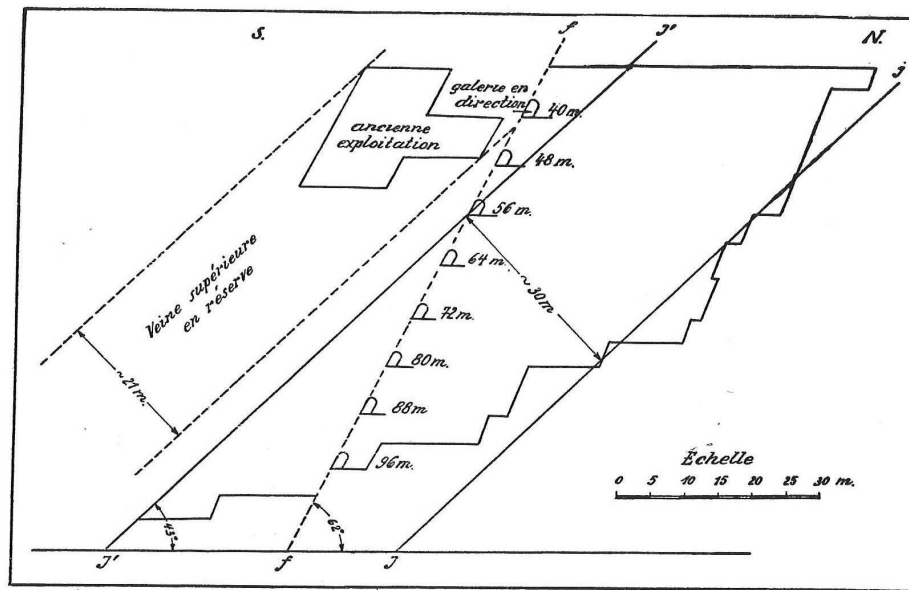 S.
f
J'
N.
J
galerie en
direction
40 m.
ancienne
exploitation
48 m.
56 m.
64 m.
Veine supérieure
en réserve
~30 m
72 m.
80 m.
~21 m.
88 m
96 m.
Échelle
0 5 10 15 20 25 30 m.
43°
62°
J'
f
J